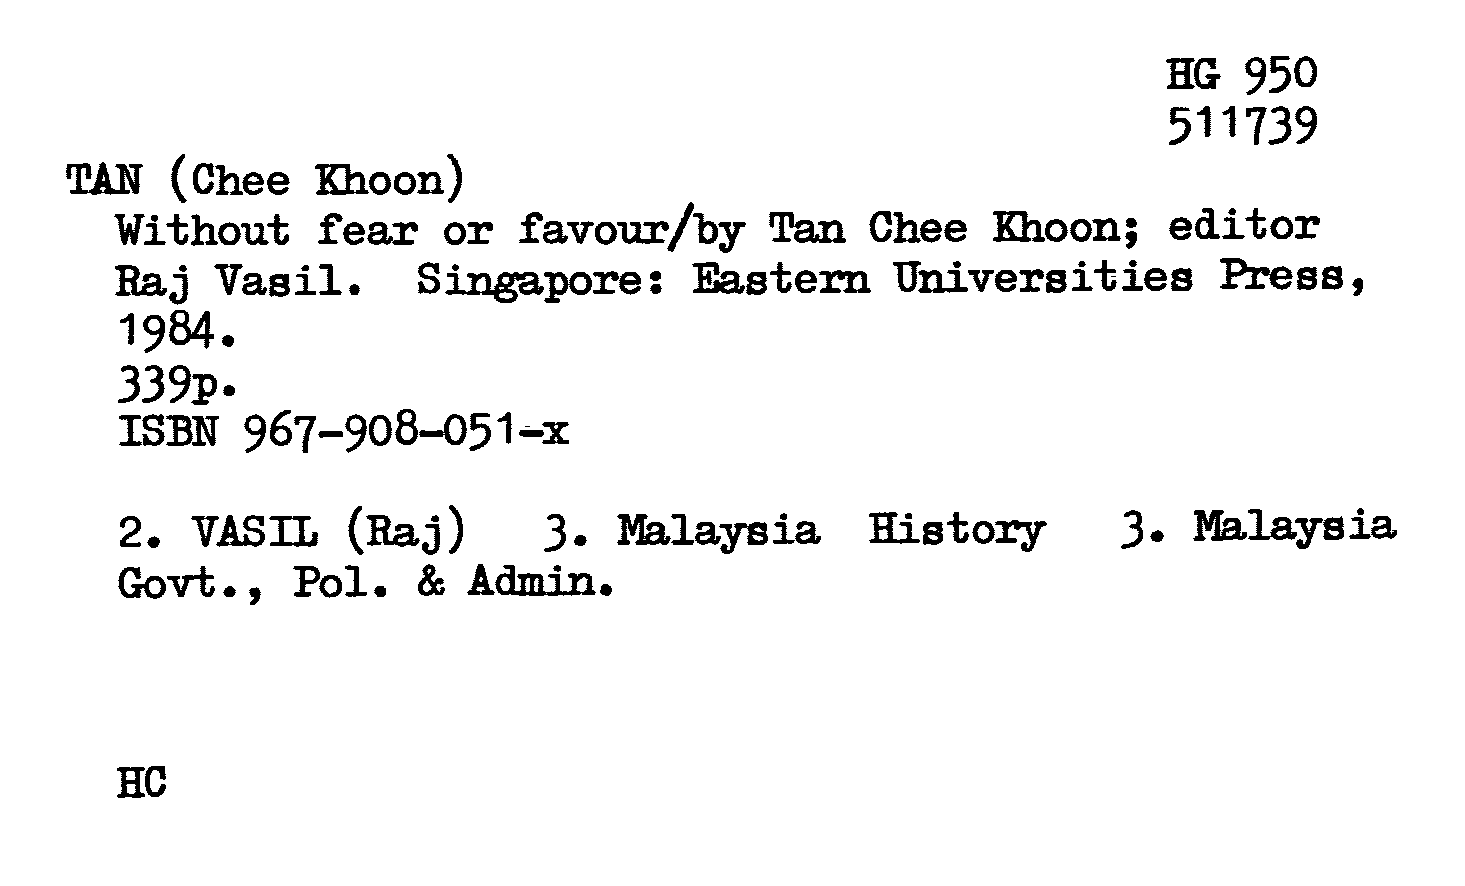 HG 950
511739
TAN (Chee Khoon)
Without fear or favour/by Tan Chee Khoon; editor
Raj Vasil. Singapore: Eastern Universities Press,
1984.
339p.
ISBN 967-908-051-x
2. VASIL (Raj) 3. Malaysia History 3. Malaysia
Govt., Pol. & Admin.
HC